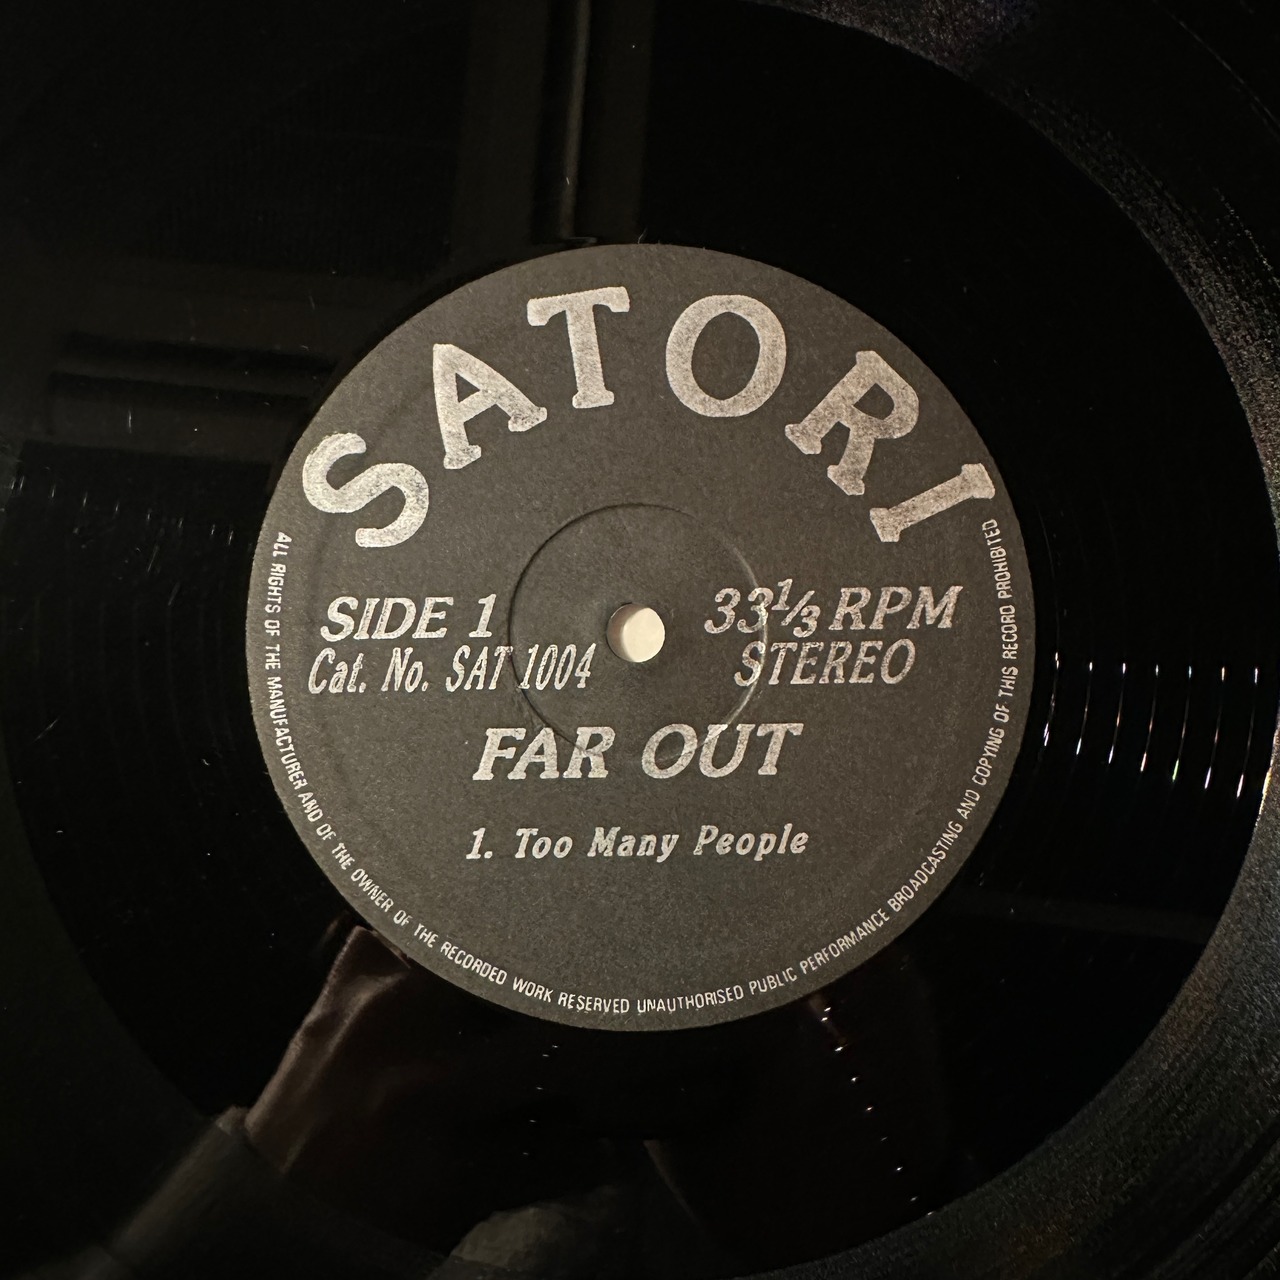 SATORI
SIDE 1
Cat. No. SAT 1004
33⅓ RPM
STEREO
FAR OUT
1. Too Many People
ALL RIGHTS OF THE MANUFACTURER AND OF THE OWNER OF THE RECORDED WORK RESERVED UNAUTHORISED PUBLIC PERFORMANCE BROADCASTING AND COPYING OF THIS RECORD PROHIBITED